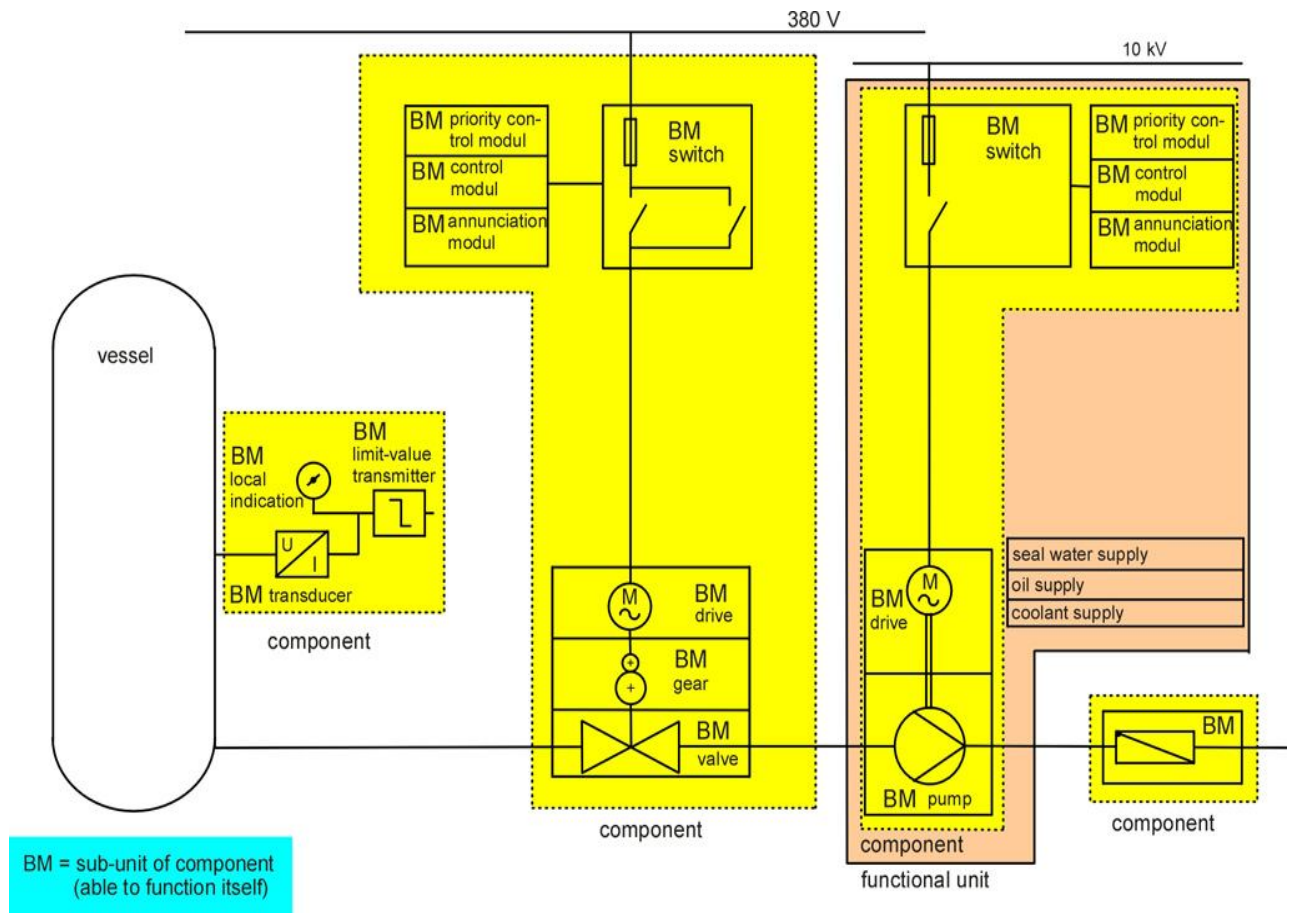 380 V
10 kV
BM priority con-
trol modul
BM control
modul
BM annunciation
modul
BM
switch
BM
switch
BM priority con-
trol modul
BM control
modul
BM annunciation
modul
vessel
BM
local
indication
BM
limit-value
transmitter
U
I
BM transducer
component
M
BM
drive
+
+
BM
gear
BM
valve
component
M
BM
drive
BM pump
component
functional unit
seal water supply
oil supply
coolant supply
BM
component
BM = sub-unit of component
(able to function itself)